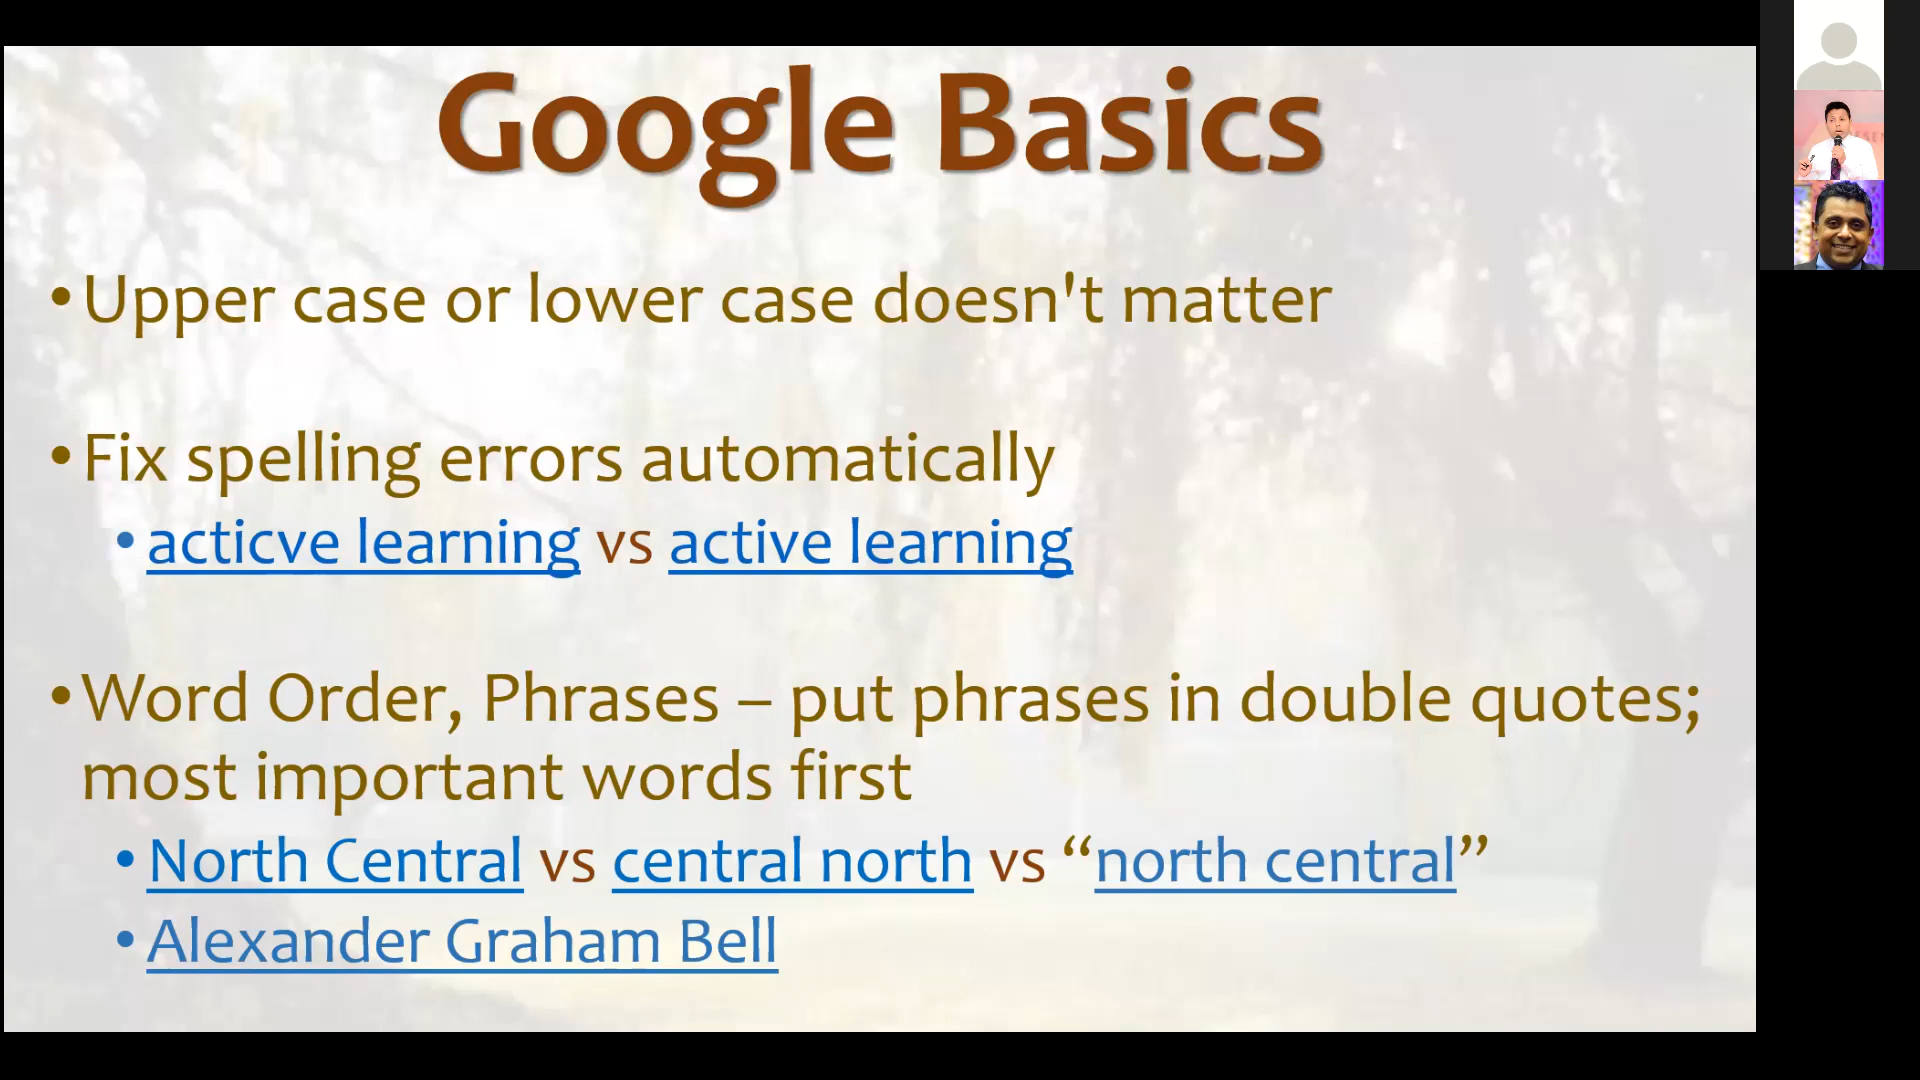 Google Basics
•Upper case or lower case doesn't matter
•Fix spelling errors automatically
•acticve learning vs active learning
•Word Order, Phrases – put phrases in double quotes;
most important words first
•North Central vs central north vs “north central”
•Alexander Graham Bell